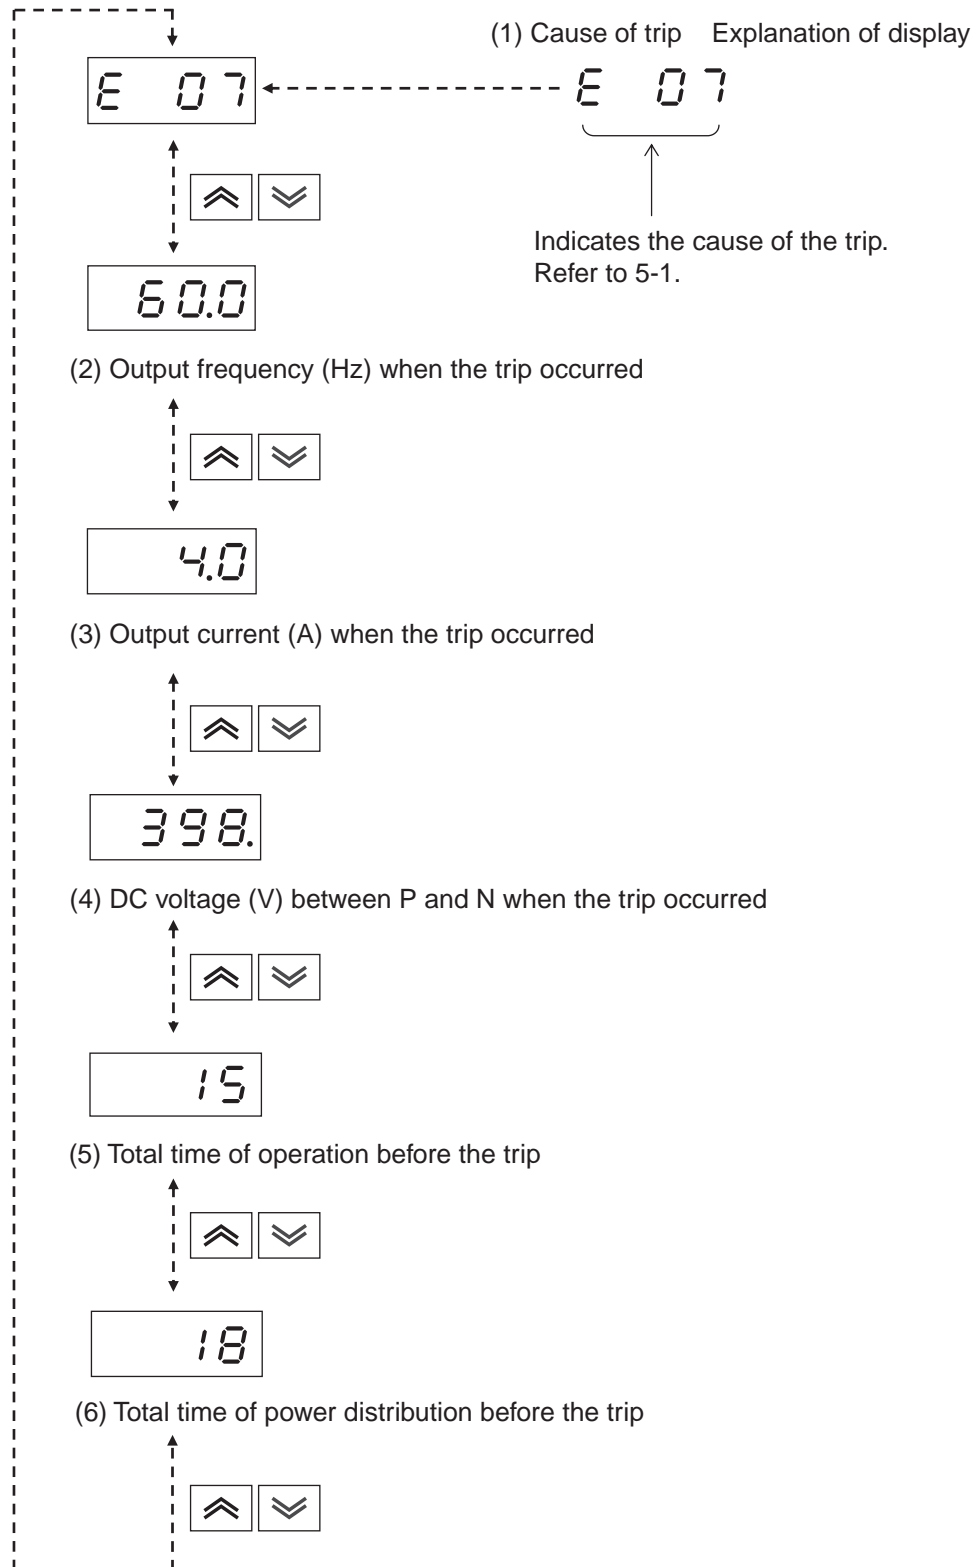 (1) Cause of trip Explanation of display
E 07 E 07
Indicates the cause of the trip.
Refer to 5-1.
60.0
(2) Output frequency (Hz) when the trip occurred
4.0
(3) Output current (A) when the trip occurred
398.
(4) DC voltage (V) between P and N when the trip occurred
15
(5) Total time of operation before the trip
18
(6) Total time of power distribution before the trip